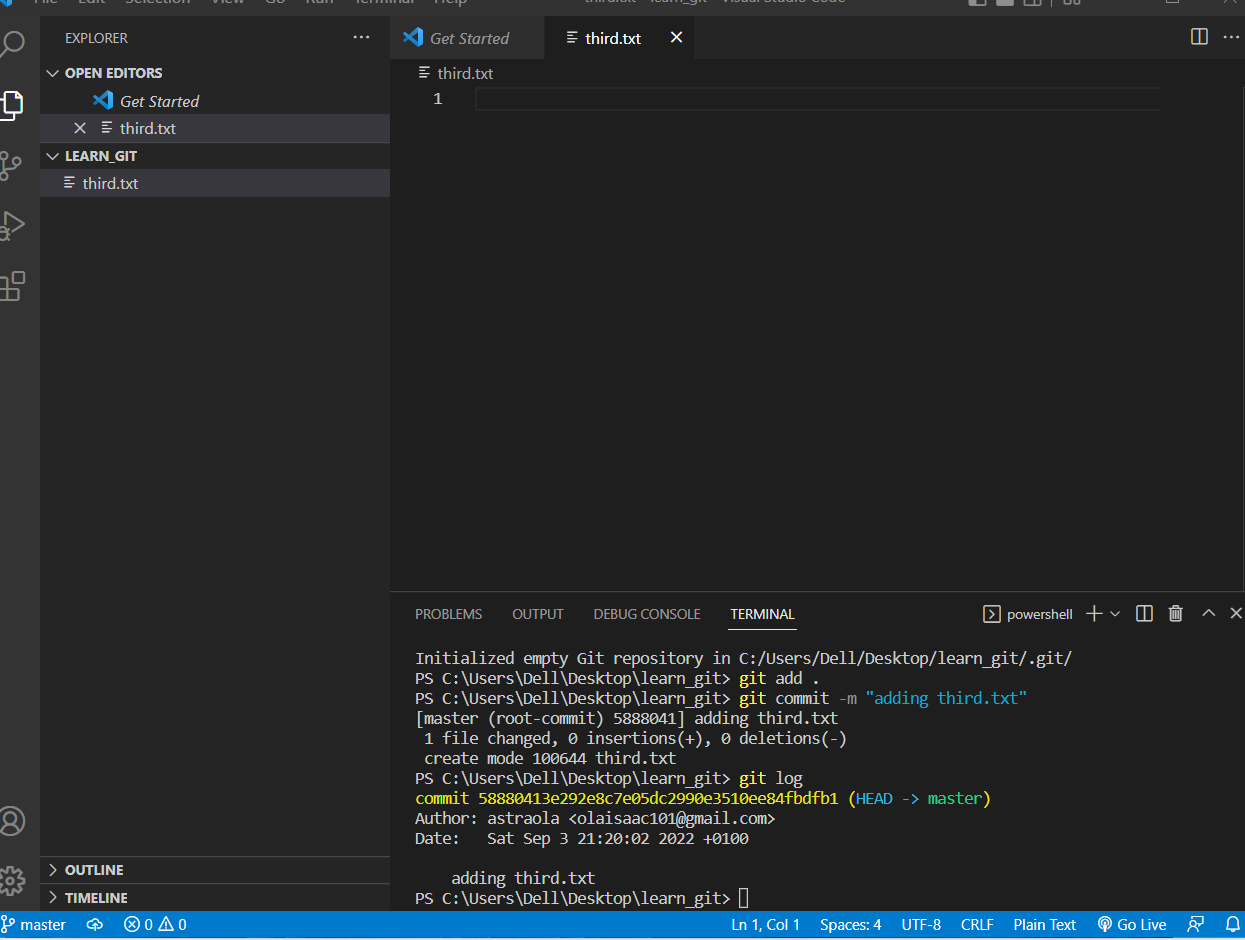 File Edit Selection View Go Run Terminal Help third.txt - learn_git - Visual Studio Code
EXPLORER
OPEN EDITORS
Get Started
third.txt
LEARN_GIT
third.txt
OUTLINE
TIMELINE
Get Started third.txt
third.txt
1
PROBLEMS OUTPUT DEBUG CONSOLE TERMINAL powershell
Initialized empty Git repository in C:/Users/Dell/Desktop/learn_git/.git/
PS C:\Users\Dell\Desktop\learn_git> git add .
PS C:\Users\Dell\Desktop\learn_git> git commit -m "adding third.txt"
[master (root-commit) 5888041] adding third.txt
1 file changed, 0 insertions(+), 0 deletions(-)
create mode 100644 third.txt
PS C:\Users\Dell\Desktop\learn_git> git log
commit 58880413e292e8c7e05dc2990e3510ee84fbdfb1 (HEAD -> master)
Author: astraola <olaisaac101@gmail.com>
Date: Sat Sep 3 21:20:02 2022 +0100
adding third.txt
PS C:\Users\Dell\Desktop\learn_git>
master 0 0 Ln 1, Col 1 Spaces: 4 UTF-8 CRLF Plain Text Go Live